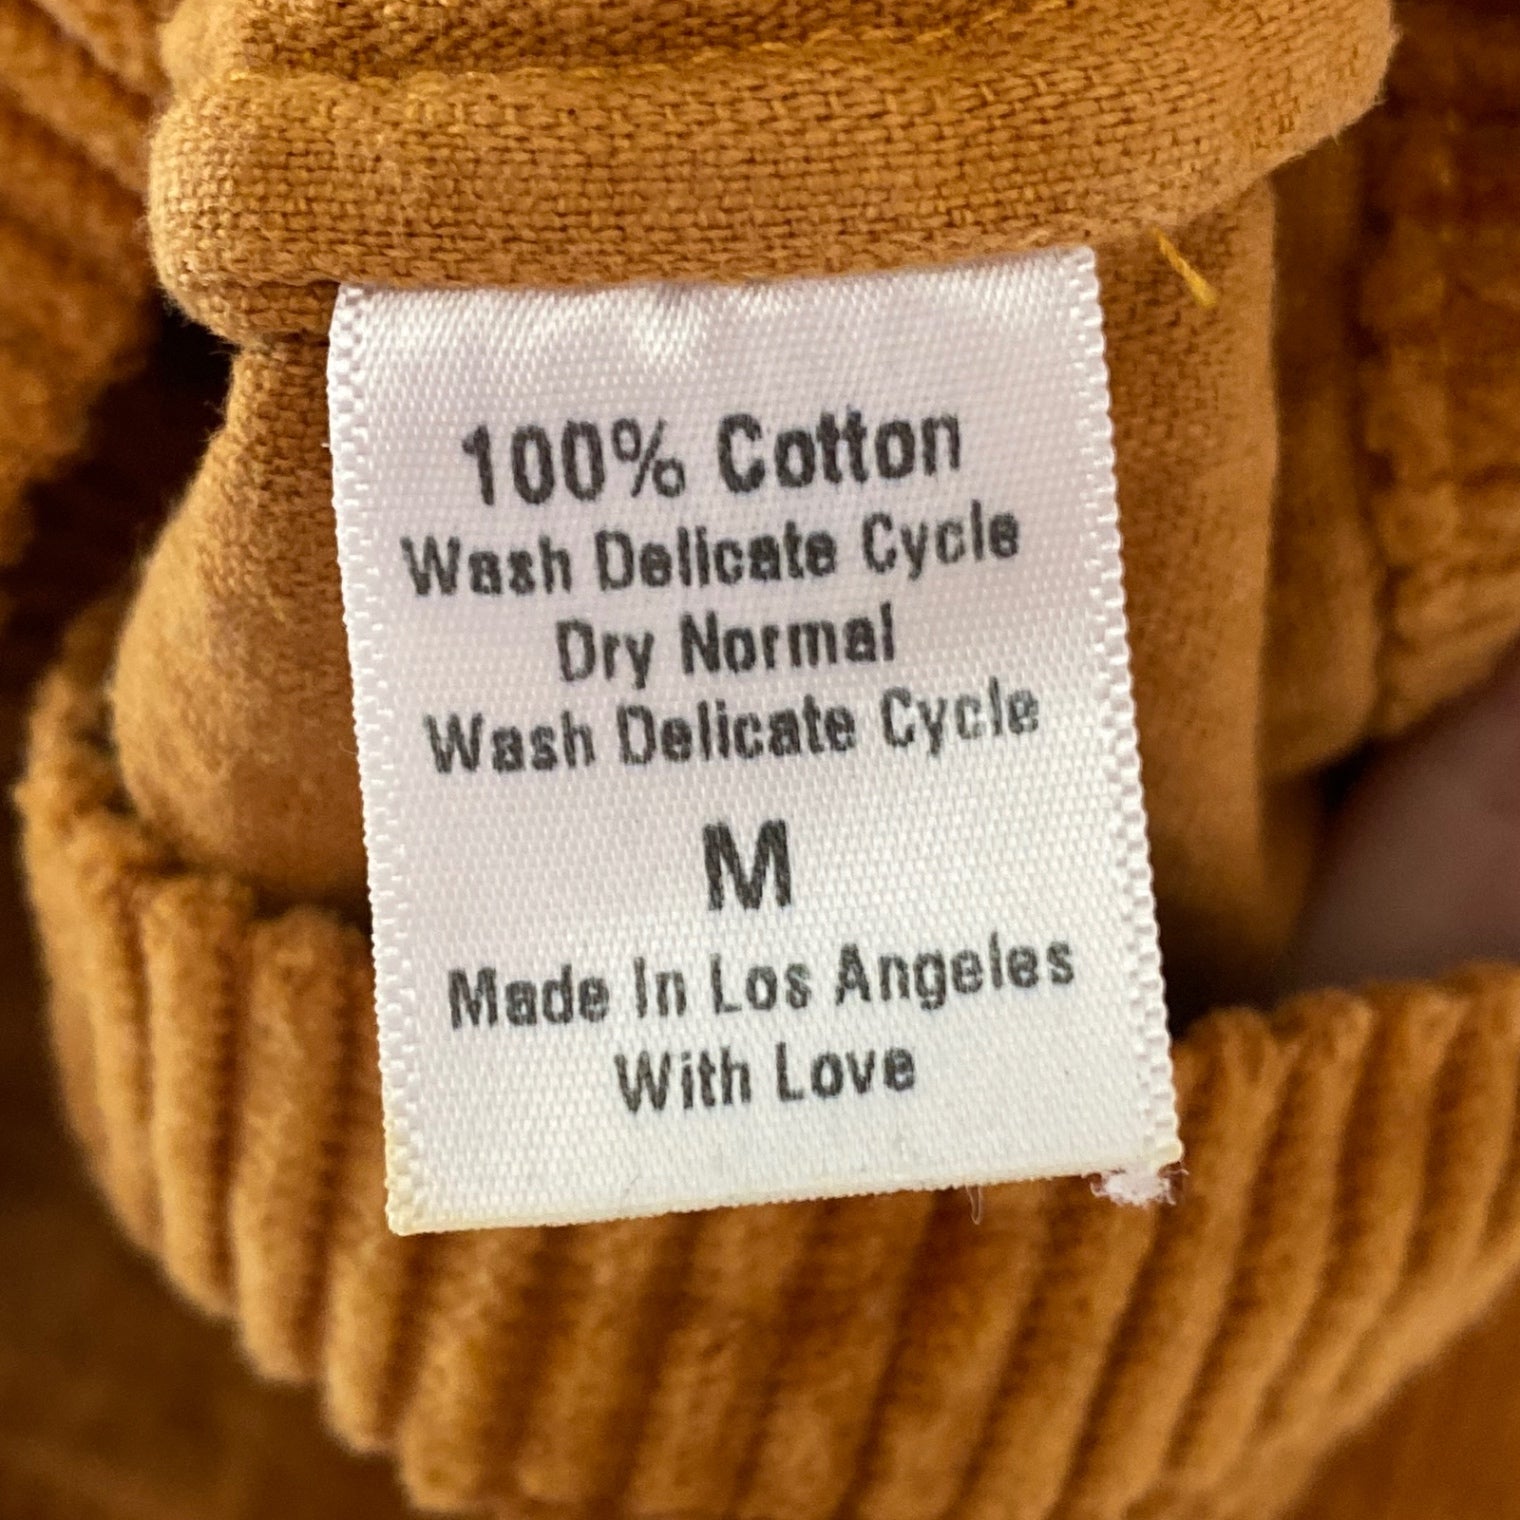 100% Cotton
Wash Delicate Cycle
Dry Normal
Wash Delicate Cycle
M
Made In Los Angeles
With Love